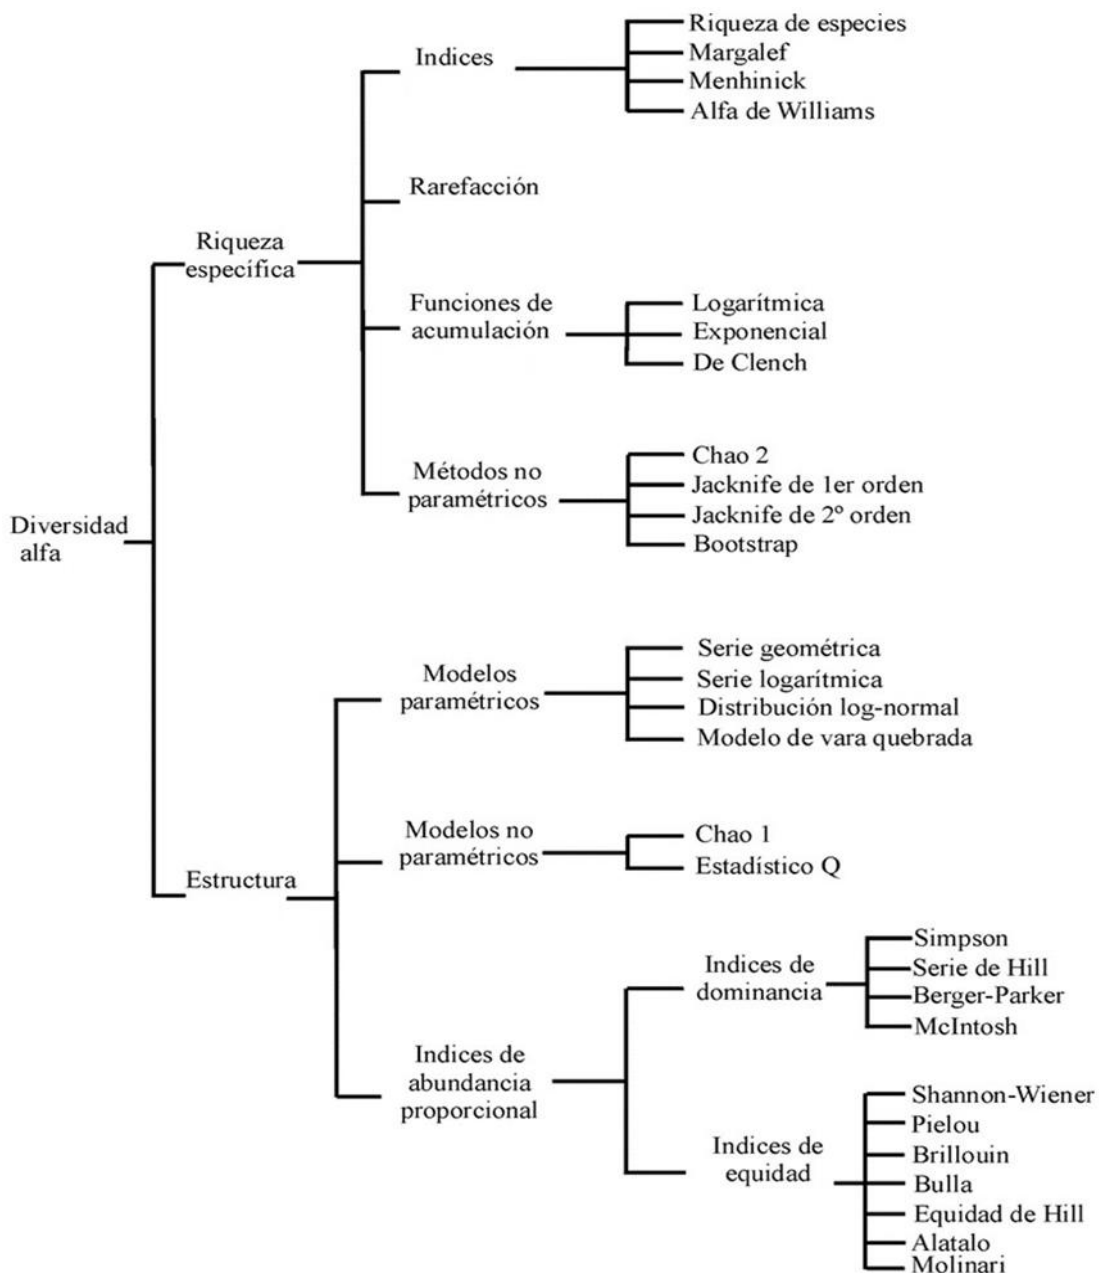 Diversidad
alfa
Riqueza
específica
Indices
Riqueza de especies
Margalef
Menhinick
Alfa de Williams
Rarefacción
Funciones de
acumulación
Logarítmica
Exponencial
De Clench
Métodos no
paramétricos
Chao 2
Jacknife de 1er orden
Jacknife de 2º orden
Bootstrap
Estructura
Modelos
paramétricos
Serie geométrica
Serie logarítmica
Distribución log-normal
Modelo de vara quebrada
Modelos no
paramétricos
Chao 1
Estadístico Q
Indices de
abundancia
proporcional
Indices de
dominancia
Simpson
Serie de Hill
Berger-Parker
McIntosh
Indices de
equidad
Shannon-Wiener
Pielou
Brillouin
Bulla
Equidad de Hill
Alatalo
Molinari